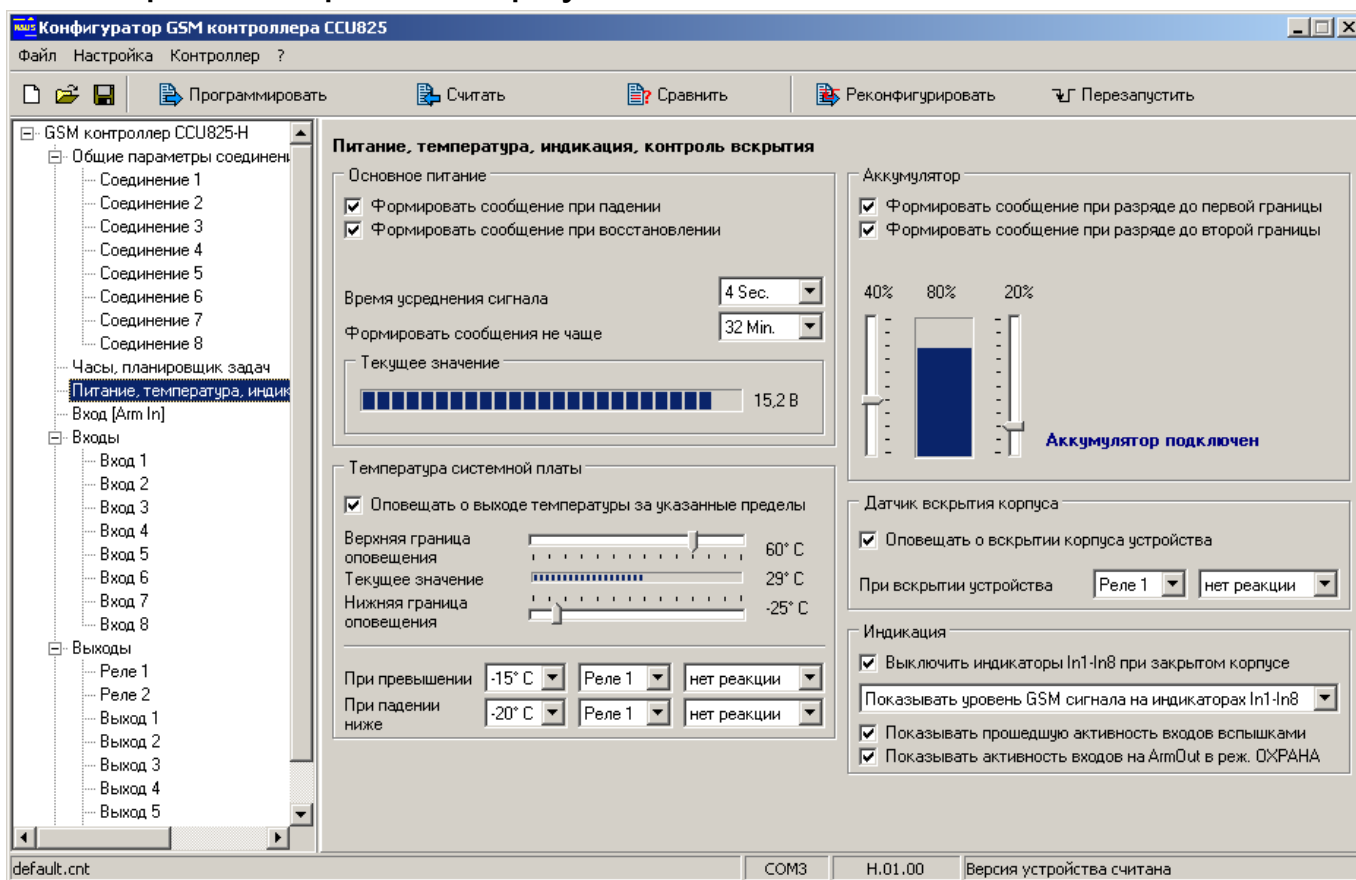 Конфигуратор GSM контроллера CCU825
Файл Настройка Контроллер ?
Программировать Считать Сравнить Реконфигурировать Перезапустить
GSM контроллер CCU825-H
Общие параметры соединен
Соединение 1
Соединение 2
Соединение 3
Соединение 4
Соединение 5
Соединение 6
Соединение 7
Соединение 8
Часы, планировщик задач
Питание, температура, индик
Вход [Arm In]
Входы
Вход 1
Вход 2
Вход 3
Вход 4
Вход 5
Вход 6
Вход 7
Вход 8
Выходы
Реле 1
Реле 2
Выход 1
Выход 2
Выход 3
Выход 4
Выход 5
Питание, температура, индикация, контроль вскрытия
Основное питание
Формировать сообщение при падении
Формировать сообщение при восстановлении
Время усреднения сигнала 4 Sec.
Формировать сообщения не чаще 32 Min.
Текущее значение
15,2 В
Температура системной платы
Оповещать о выходе температуры за указанные пределы
Верхняя граница
оповещения 60° C
Текущее значение 29° C
Нижняя граница
оповещения -25° C
При превышении -15° C Реле 1 нет реакции
При падении
ниже -20° C Реле 1 нет реакции
Аккумулятор
Формировать сообщение при разряде до первой границы
Формировать сообщение при разряде до второй границы
40% 80% 20%
Аккумулятор подключен
Датчик вскрытия корпуса
Оповещать о вскрытии корпуса устройства
При вскрытии устройства Реле 1 нет реакции
Индикация
Выключить индикаторы In1-In8 при закрытом корпусе
Показывать уровень GSM сигнала на индикаторах In1-In8
Показывать прошедшую активность входов вспышками
Показывать активность входов на ArmOut в реж. ОХРАНА
default.cnt COM3 H.01.00 Версия устройства считана